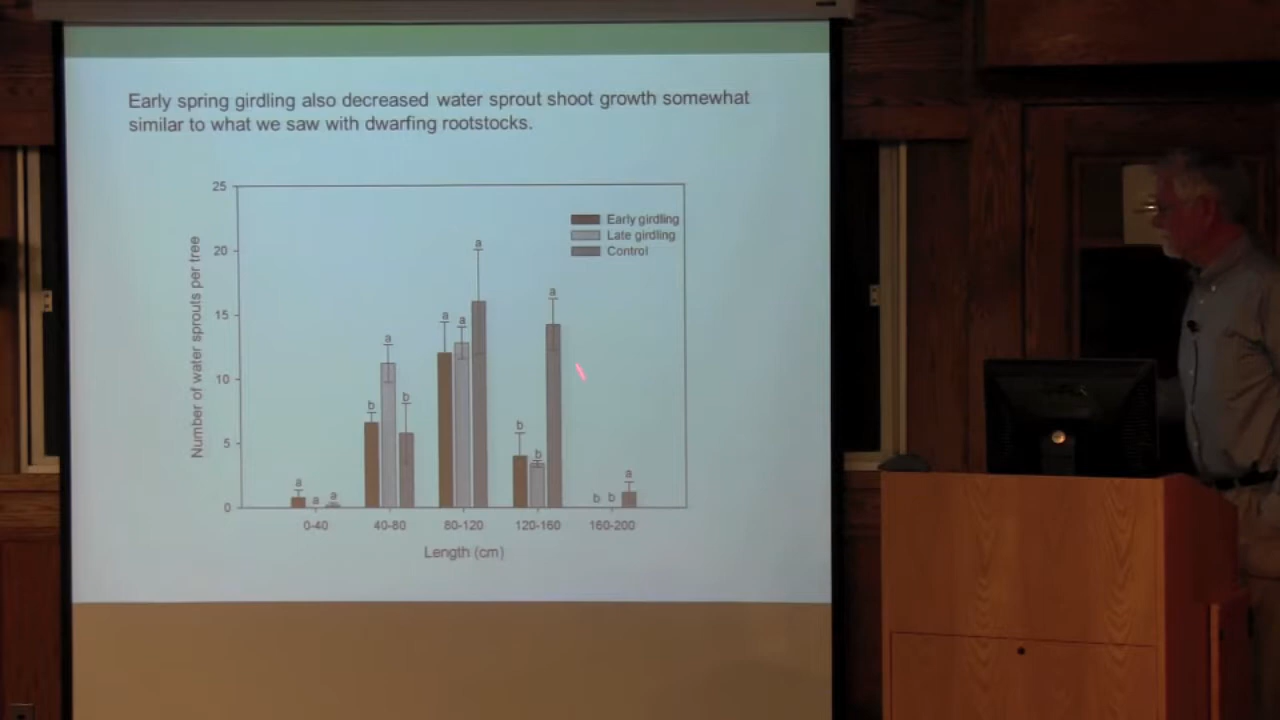 Early spring girdling also decreased water sprout shoot growth somewhat
similar to what we saw with dwarfing rootstocks.
25
20
15
10
5
0
Number of water sprouts per tree
Early girdling
Late girdling
Control
a
a
a
b
a
b
a
a
a
b
b
a
b
b
a
0-40
40-80
80-120
120-160
160-200
Length (cm)